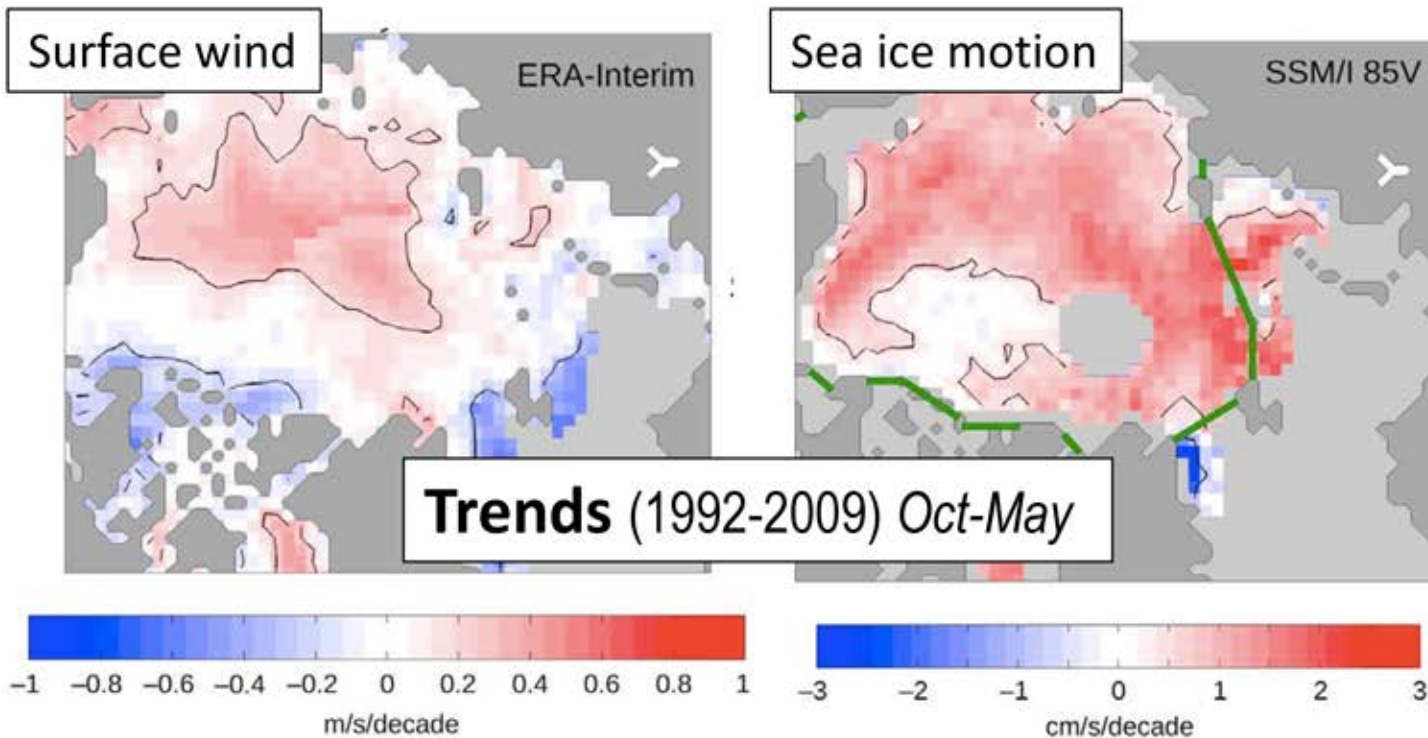 Surface wind
ERA-Interim
Sea ice motion
SSM/I 85V
Trends (1992-2009) Oct-May
−1 −0.8 −0.6 −0.4 −0.2 0 0.2 0.4 0.6 0.8 1
m/s/decade
−3 −2 −1 0 1 2 3
cm/s/decade